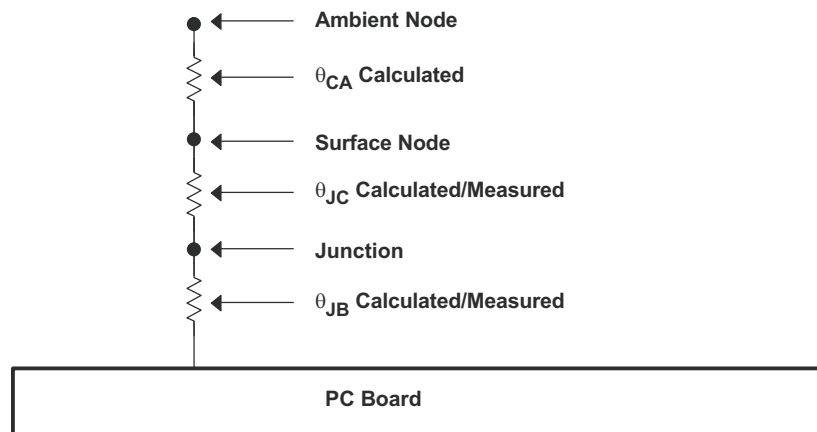 Ambient Node
θCA Calculated
Surface Node
θJC Calculated/Measured
Junction
θJB Calculated/Measured
PC Board